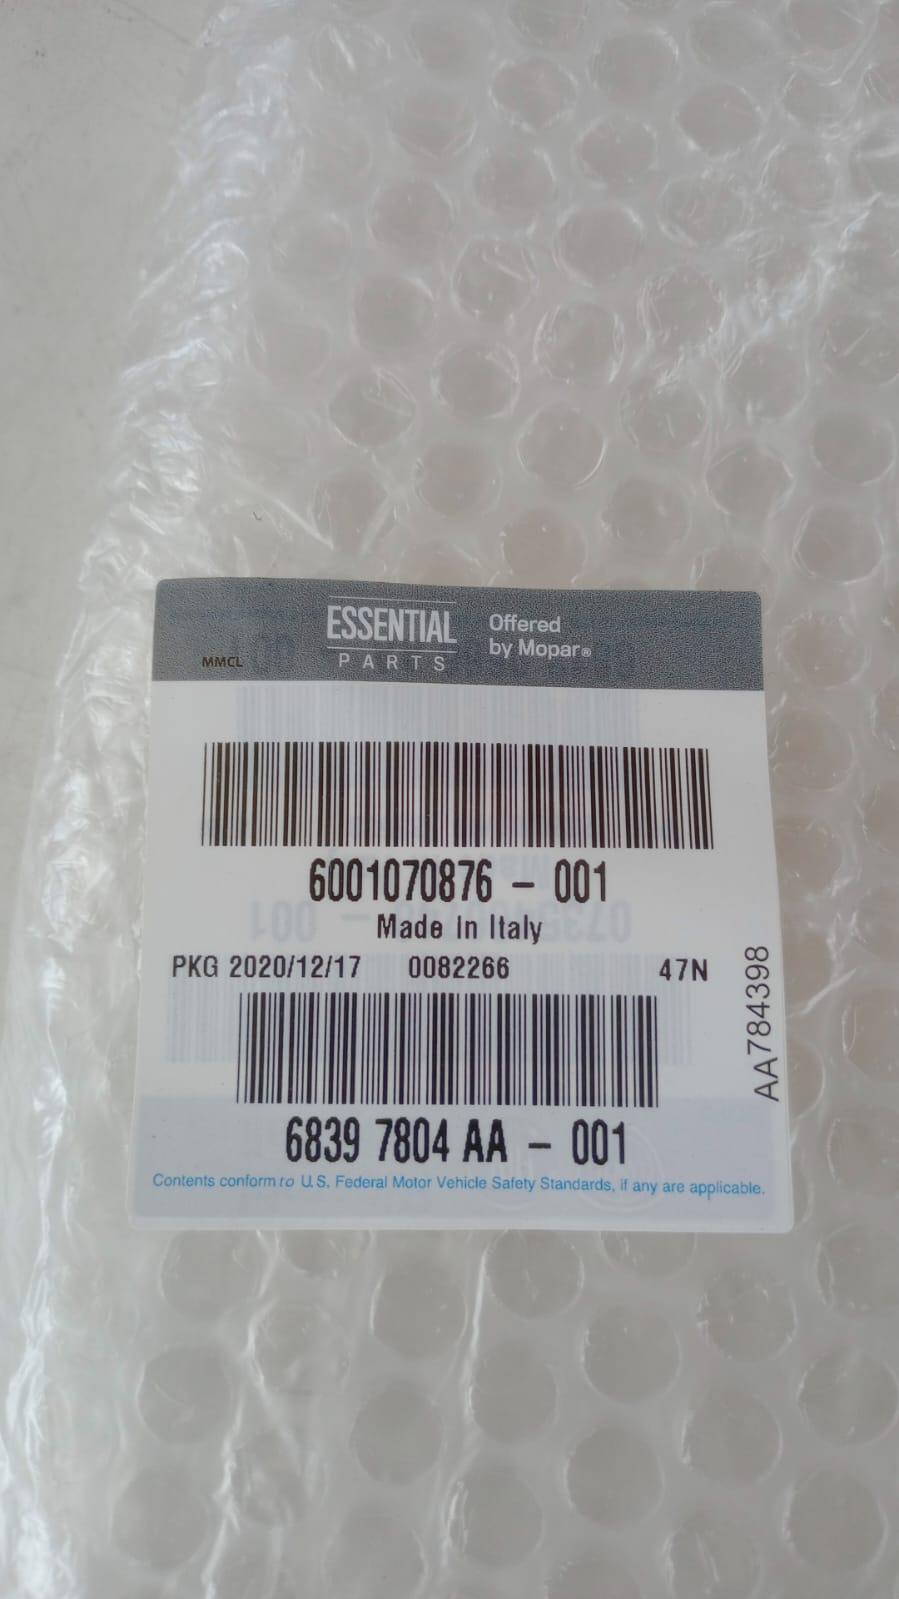 ESSENTIAL
PARTS
Offered
by Mopar®
MMCL
6001070876 - 001
Made In Italy
PKG 2020/12/17 0082266 47N
AA784398
6839 7804 AA - 001
Contents conform to U.S. Federal Motor Vehicle Safety Standards, if any are applicable.